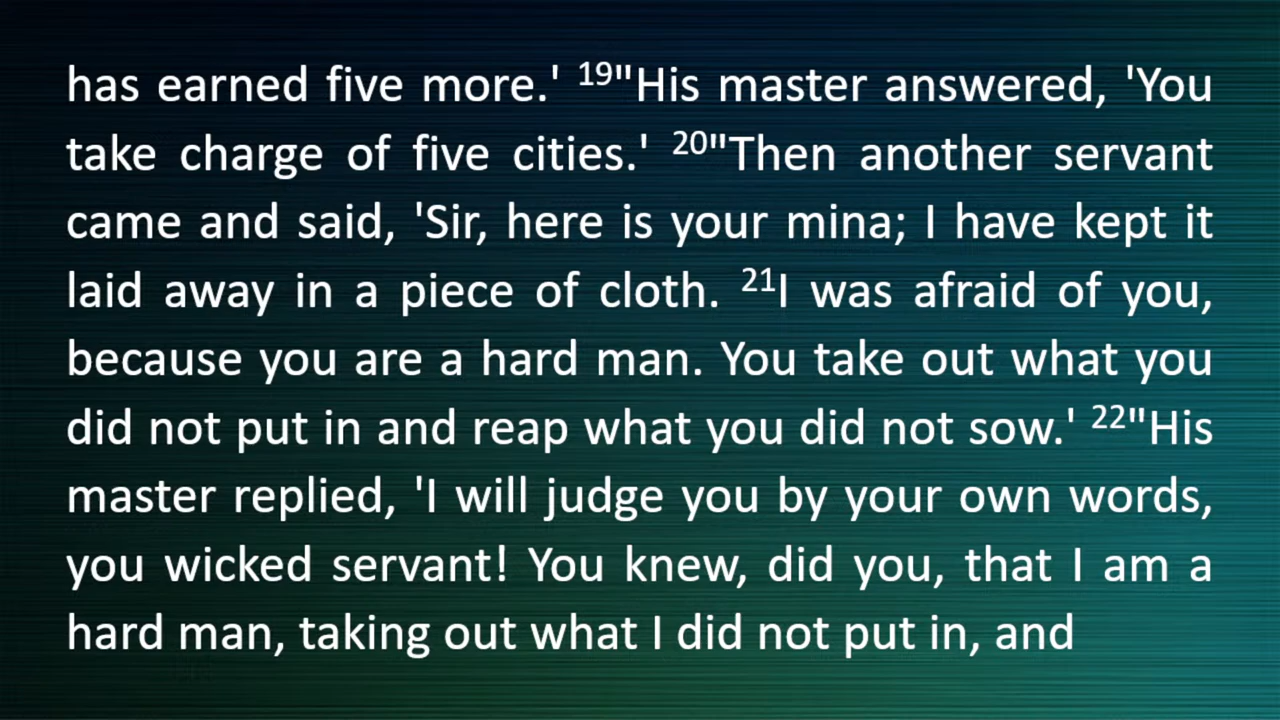 has earned five more.' 19"His master answered, 'You
take charge of five cities.' 20"Then another servant
came and said, 'Sir, here is your mina; I have kept it
laid away in a piece of cloth. 21I was afraid of you,
because you are a hard man. You take out what you
did not put in and reap what you did not sow.' 22"His
master replied, 'I will judge you by your own words,
you wicked servant! You knew, did you, that I am a
hard man, taking out what I did not put in, and